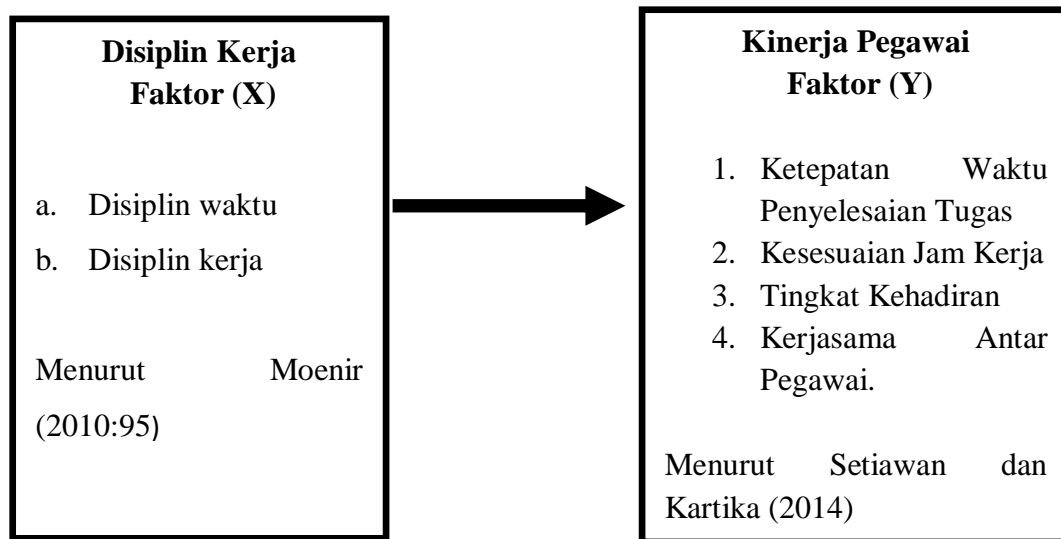 Disiplin Kerja
Faktor (X)
a. Disiplin waktu
b. Disiplin kerja
Menurut Moenir
(2010:95)
Kinerja Pegawai
Faktor (Y)
1. Ketepatan Waktu
Penyelesaian Tugas
2. Kesesuaian Jam Kerja
3. Tingkat Kehadiran
4. Kerjasama Antar
Pegawai.
Menurut Setiawan dan
Kartika (2014)